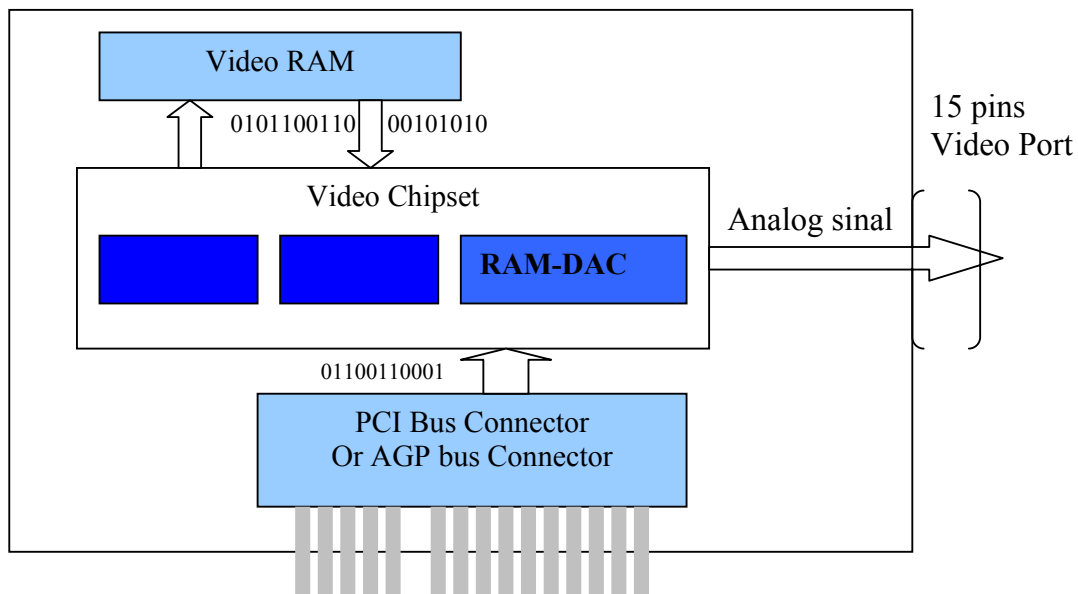 Video RAM
0101100110 00101010
15 pins
Video Port
Video Chipset
Analog sinal
RAM-DAC
01100110001
PCI Bus Connector
Or AGP bus Connector